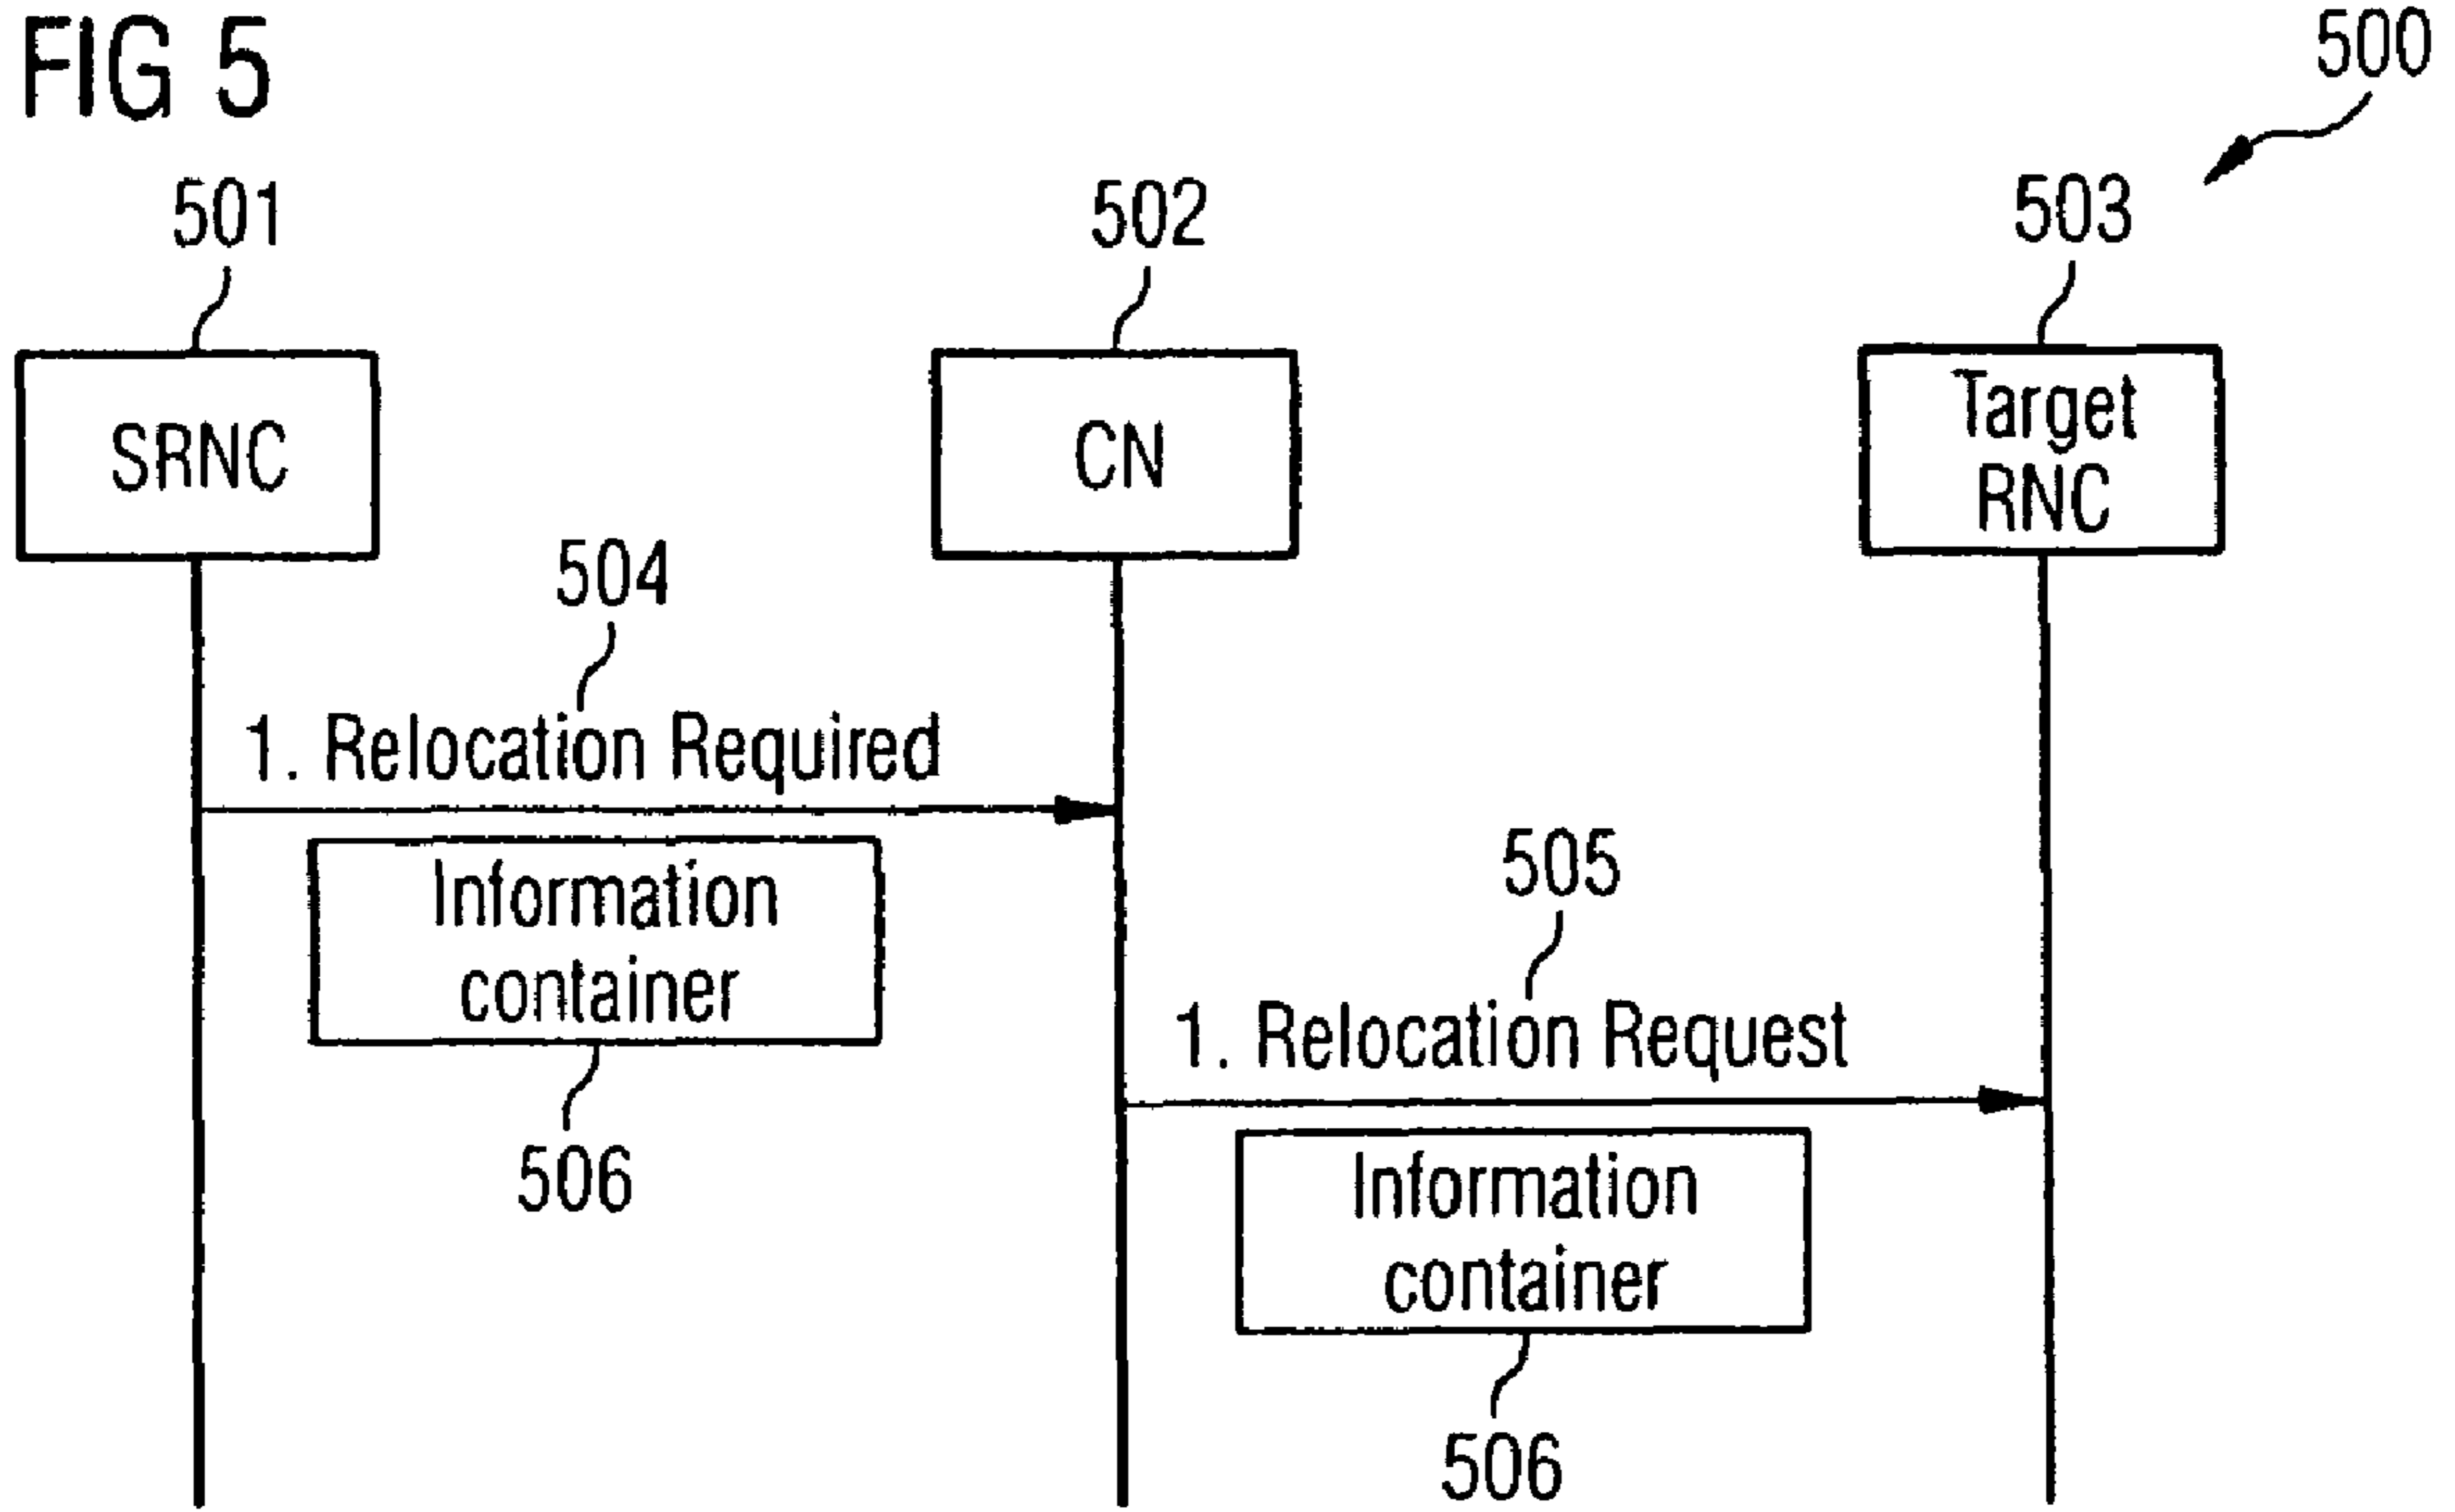 FIG 5
500
501
502
503
SRNC
CN
Target
RNC
504
1. Relocation Required
Information
container
506
505
1. Relocation Request
Information
container
506